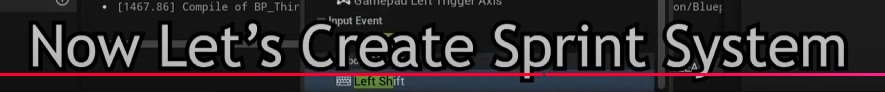 [1467.86] Compile of BP_Thir
Gamepad Left Trigger Axis
on/Bluep
Input Event
Now Let's Create Sprint System
Left Shift